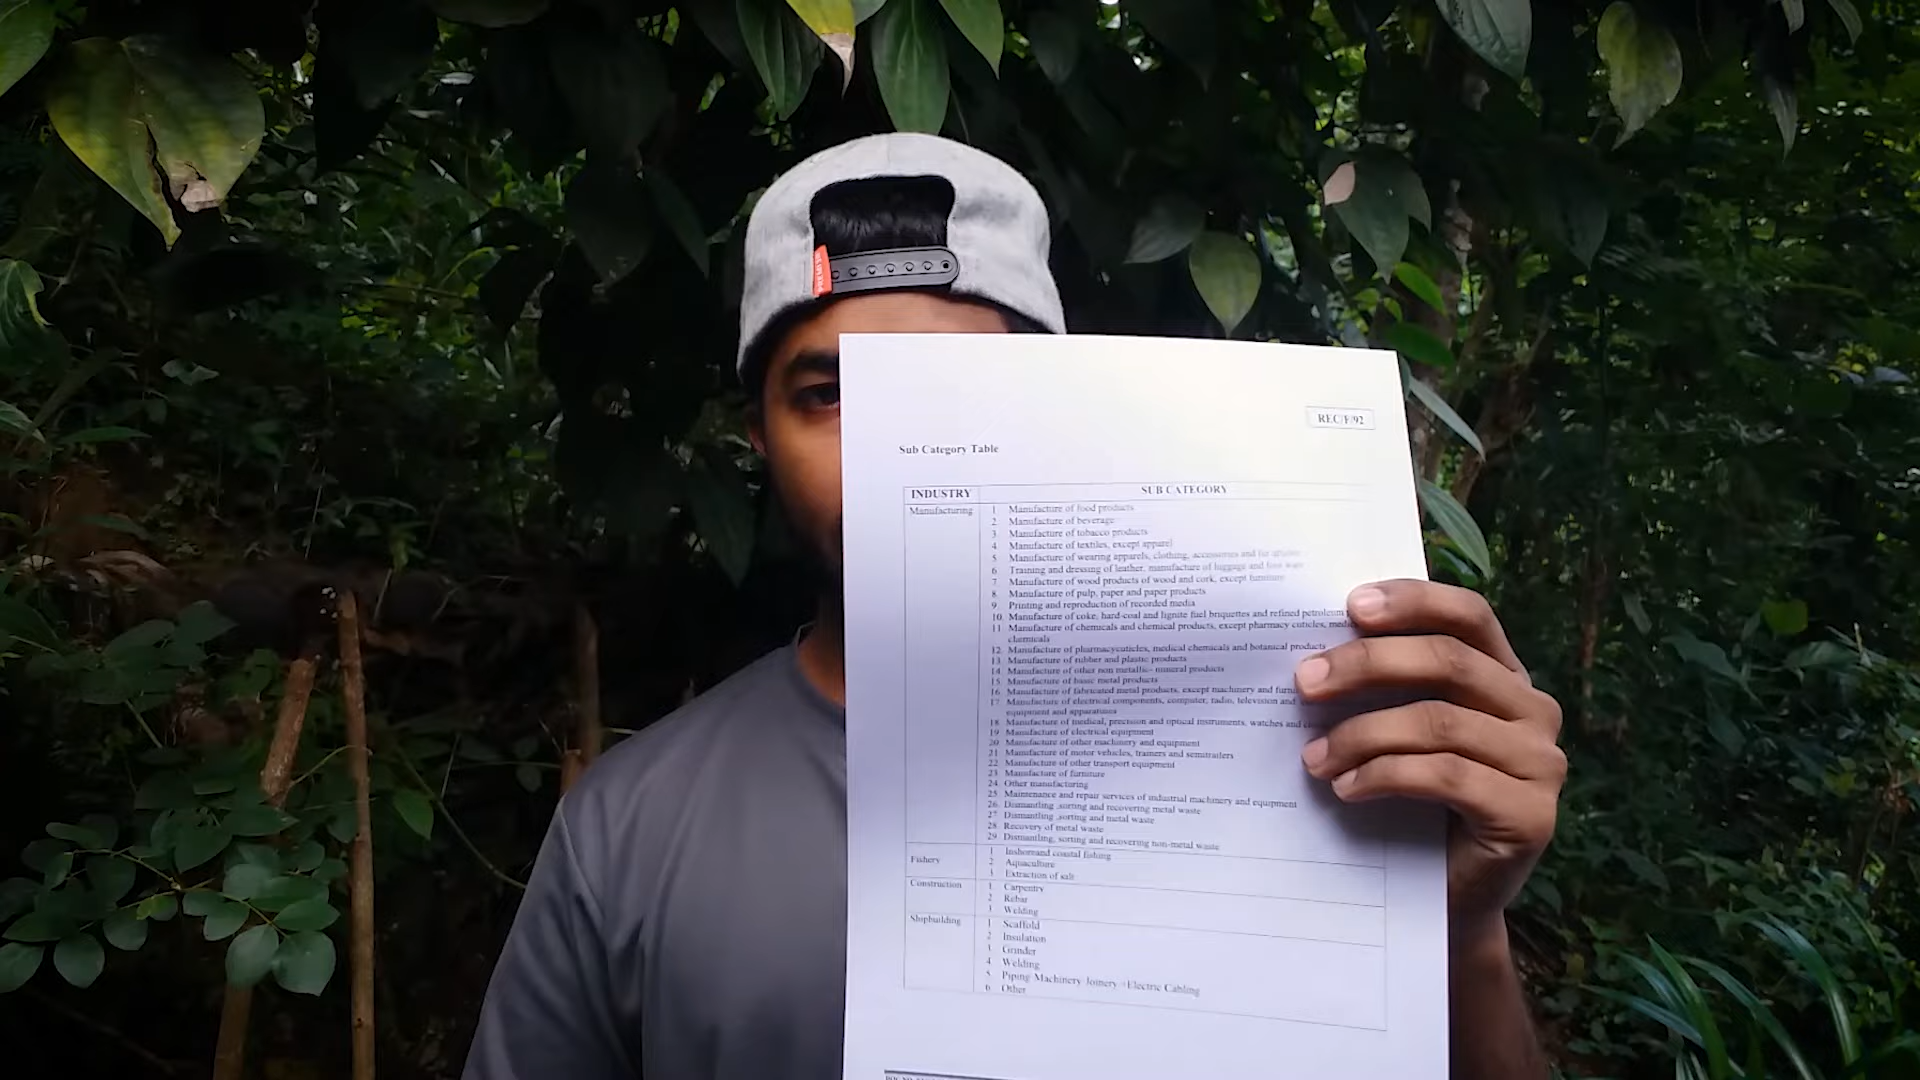 PREMIUM
REC/F/92
Sub Category Table
INDUSTRY SUB CATEGORY
Manufacturing 1 Manufacture of food products
2. Manufacture of beverage
3 Manufacture of tobacco products
4 Manufacture of textiles, except apparel
5 Manufacture of wearing apparels, clothing, accessories and fur
6 Training and dressing of leather, manufacture of luggage and foot
7 Manufacture of wood products of wood and cork, except furniture
8. Manufacture of pulp, paper and paper products
9. Printing and reproduction of recorded media
10. Manufacture of coke, hard-coal and lignite fuel briquettes and refined petroleum
11 Manufacture of chemicals and chemical products, except pharmacy cuticles,
chemicals
12. Manufacture of pharmacycuticles, medical chemicals and botanical products
13. Manufacture of rubber and plastic products
14 Manufacture of other non metallic- mineral products
15 Manufacture of basic metal products
16 Manufacture of fabricated metal products, except machinery and
17. Manufacture of electrical components, computer, radio, television and
equipment and apparatuses
18 Manufacture of medical, precision and optical instruments, watches and
19 Manufacture of electrical equipment
20 Manufacture of other machinery and equipment
21 Manufacture of motor vehicles, tramers and semitrailers
22 Manufacture of other transport equipment
23 Manufacture of furniture
24 Other manufacturing
25 Maintenance and repair services of industrial machinery and equipment
26. Dismantling ,sorting and recovering metal waste
27 Dismantling ,sorting and metal waste
28 Recovery of metal waste
29 Dismantling, sorting and recovering non-metal waste
Fishery 1 Inshoreand coastal fishing
2 Aquaculture
3 Extraction of salt
Construction 1. Carpentry
2 Rebar
3 Welding
Shipbuilding 1 Scaffold
2 Insulation
3 Grinder
4 Welding
5 Piping Machinery Joinery +Electric Cabling
6 Other